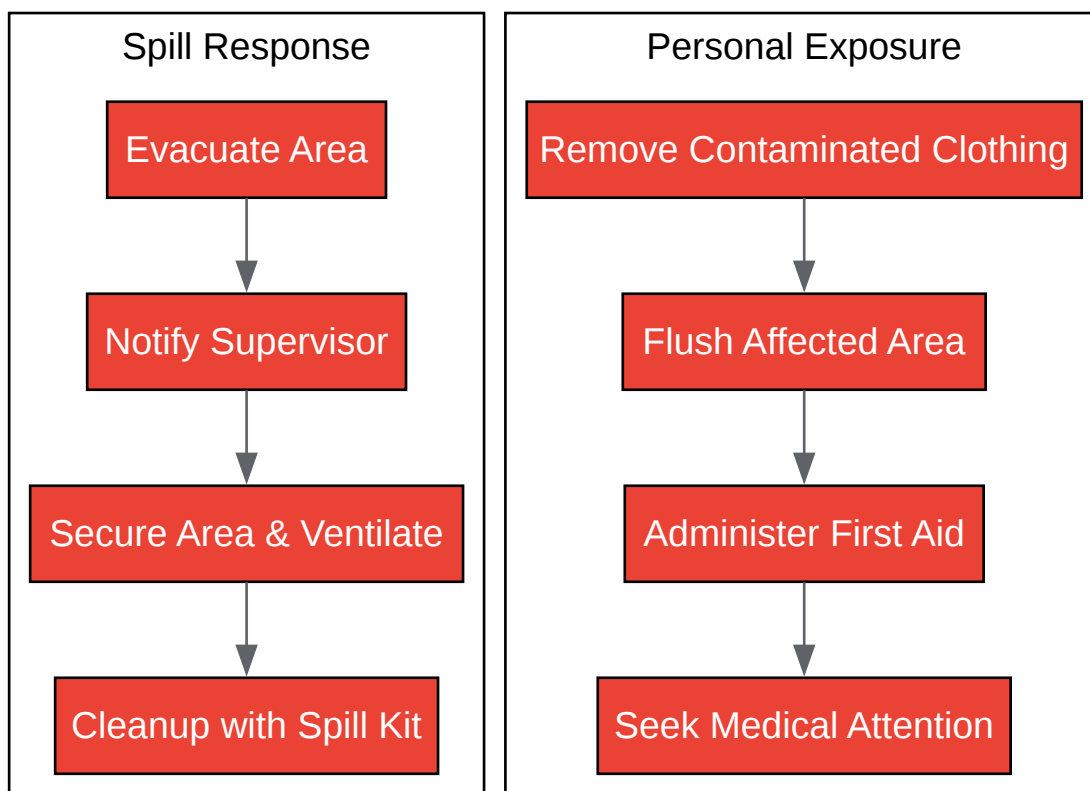 Spill Response
Evacuate Area
Notify Supervisor
Secure Area & Ventilate
Cleanup with Spill Kit
Personal Exposure
Remove Contaminated Clothing
Flush Affected Area
Administer First Aid
Seek Medical Attention